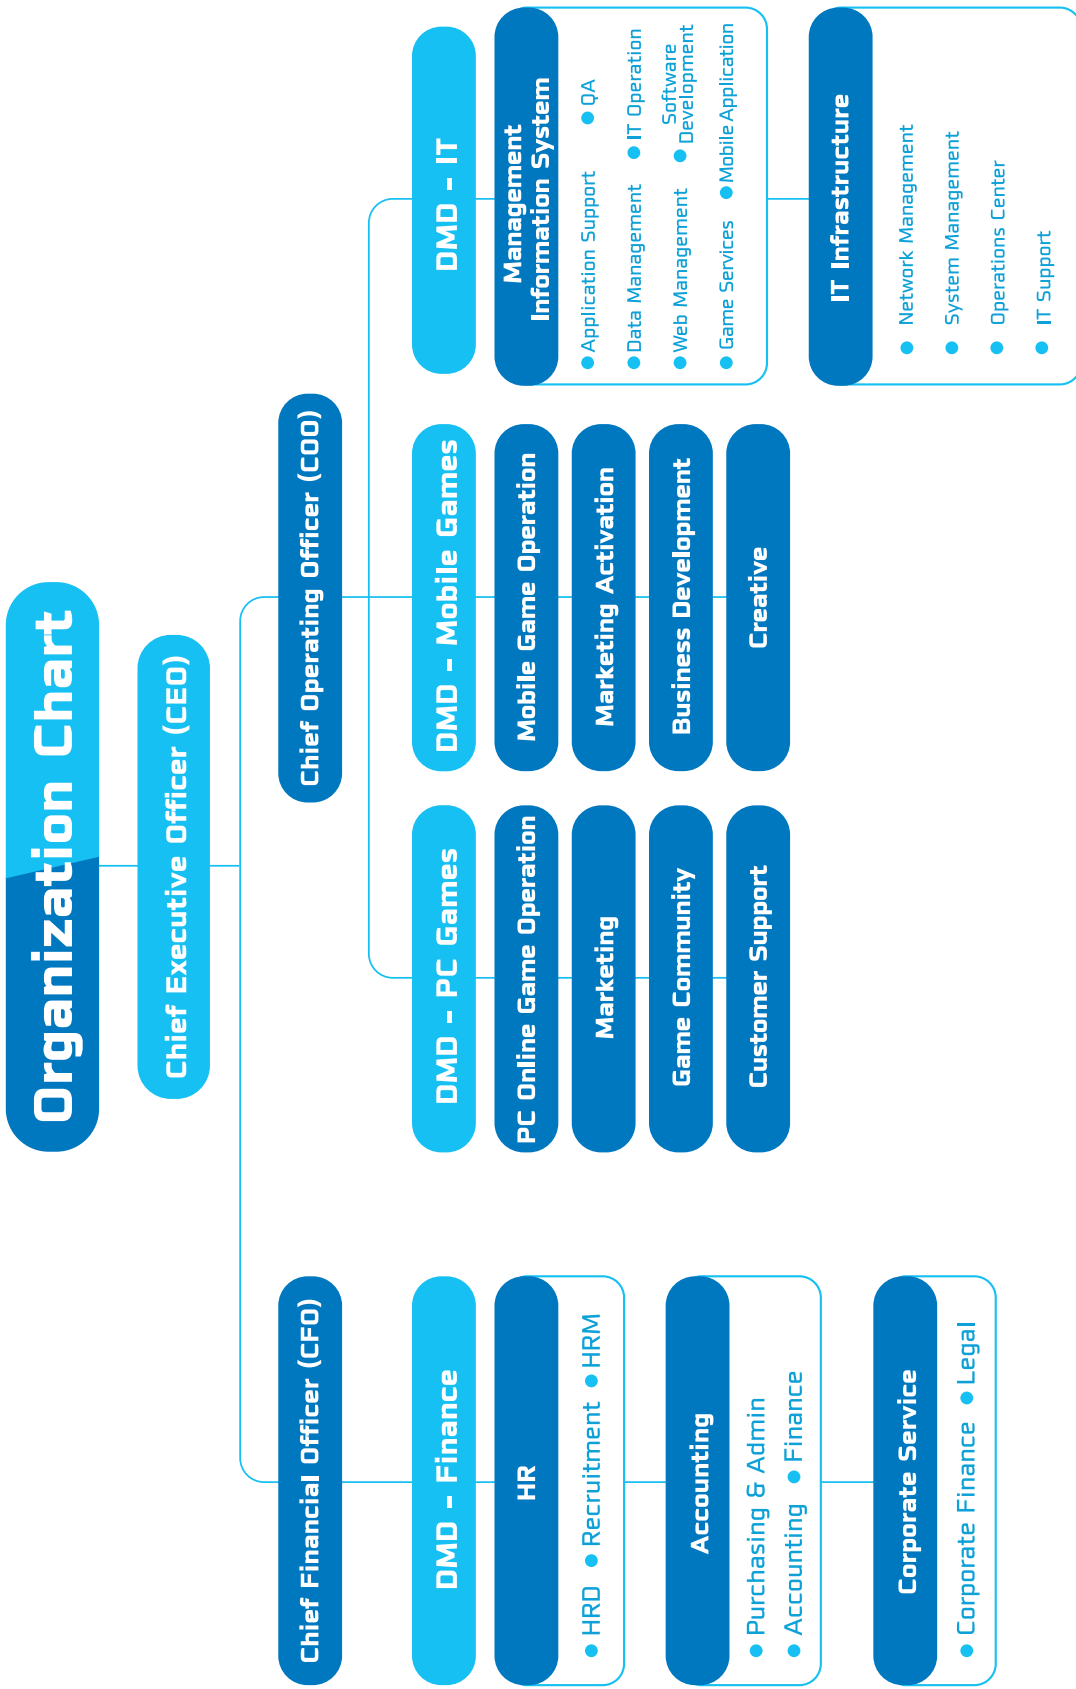 Organization Chart
Chief Executive Officer (CEO)
Chief Financial Officer (CFO)
DMD - Finance
HR
HRD
Recruitment
HRM
Accounting
Purchasing & Admin
Accounting
Finance
Corporate Service
Corporate Finance
Legal
Chief Operating Officer (COO)
DMD - PC Games
PC Online Game Operation
Marketing
Game Community
Customer Support
DMD - Mobile Games
Mobile Game Operation
Marketing Activation
Business Development
Creative
DMD - IT
Management
Information System
Application Support
QA
Data Management
IT Operation
Web Management
Software
Development
Game Services
Mobile Application
IT Infrastructure
Network Management
System Management
Operations Center
IT Support